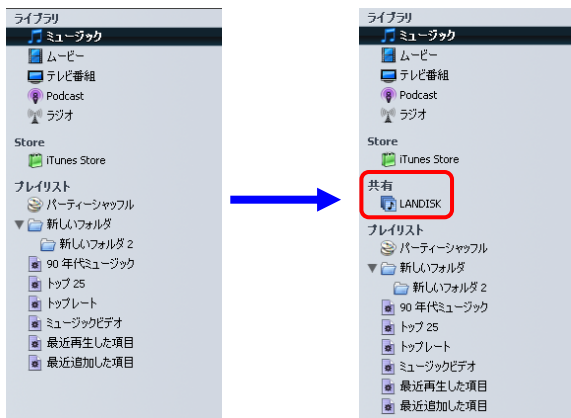 ライブラリ
ミュージック
ムービー
テレビ番組
Podcast
ラジオ
Store
iTunes Store
プレイリスト
パーティーシャッフル
新しいフォルダ
新しいフォルダ 2
90 年代ミュージック
トップ 25
トップレート
ミュージックビデオ
最近再生した項目
最近追加した項目
ライブラリ
ミュージック
ムービー
テレビ番組
Podcast
ラジオ
Store
iTunes Store
共有
LANDISK
プレイリスト
パーティーシャッフル
新しいフォルダ
新しいフォルダ 2
90 年代ミュージック
トップ 25
トップレート
ミュージックビデオ
最近再生した項目
最近追加した項目